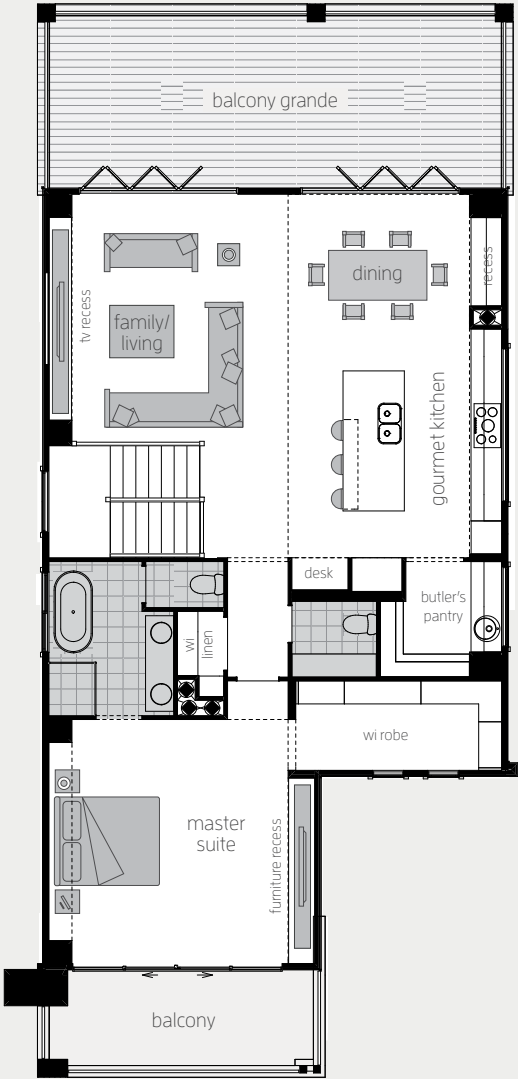 balcony grande
tv recess
family/
living
dining
recess
gourmet kitchen
desk
butler's
pantry
wi
linen
wi robe
master
suite
furniture recess
balcony